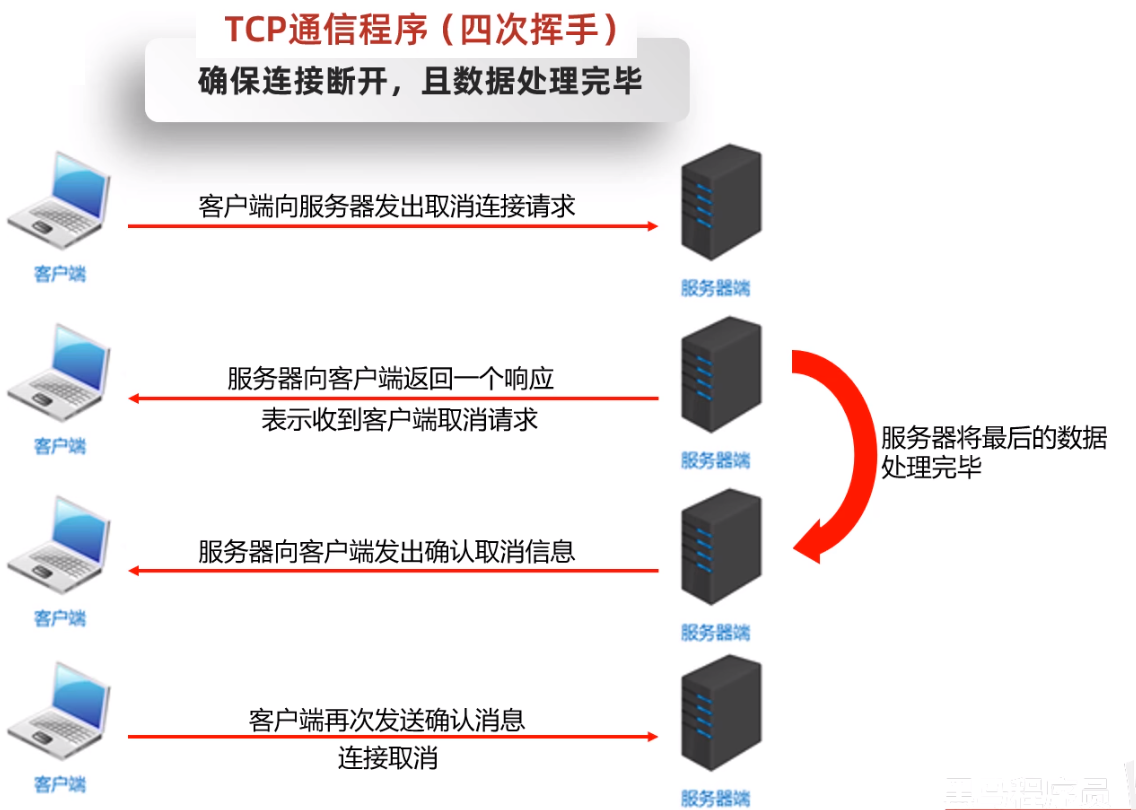 TCP通信程序（四次挥手）
确保连接断开，且数据处理完毕
客户端向服务器发出取消连接请求
客户端
服务器端
服务器向客户端返回一个响应
表示收到客户端取消请求
客户端
服务器端
服务器将最后的数据
处理完毕
服务器向客户端发出确认取消信息
客户端
服务器端
客户端再次发送确认消息
连接取消
客户端
服务器端